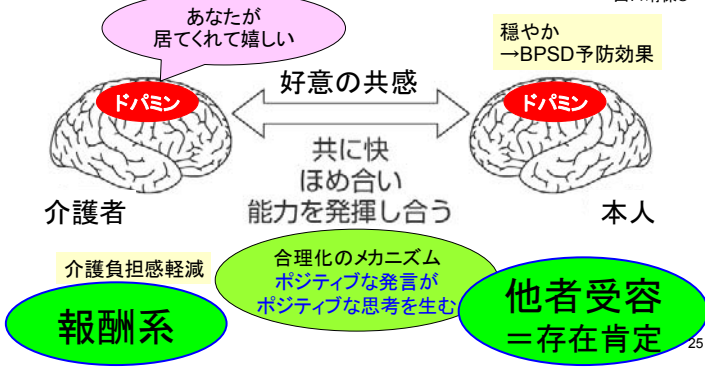 あなたが
居てくれて嬉しい
穏やか
→BPSD予防効果
ドパミン
好意の共感
ドパミン
共に快
ほめ合い
能力を発揮し合う
介護者
本人
介護負担感軽減
合理化のメカニズム
ポジティブな発言が
ポジティブな思考を生む
報酬系
他者受容
＝存在肯定
25